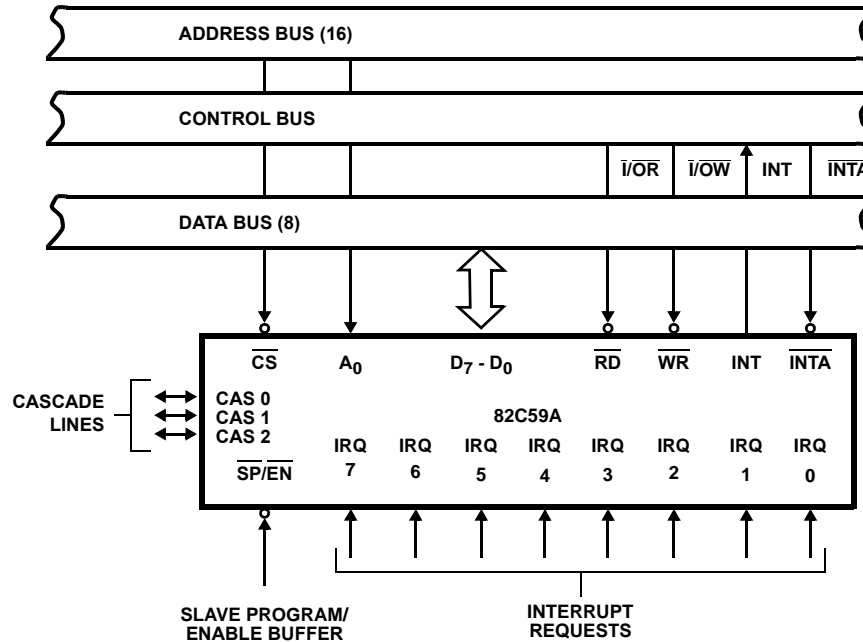 ADDRESS BUS (16)
CONTROL BUS
I/OR I/OW INT INTA
DATA BUS (8)
CS A0 D7 - D0 RD WR INT INTA
CASCADE
LINES
CAS 0
CAS 1
CAS 2
82C59A
SP/EN
IRQ IRQ IRQ IRQ IRQ IRQ IRQ IRQ
7 6 5 4 3 2 1 0
SLAVE PROGRAM/
ENABLE BUFFER
INTERRUPT
REQUESTS